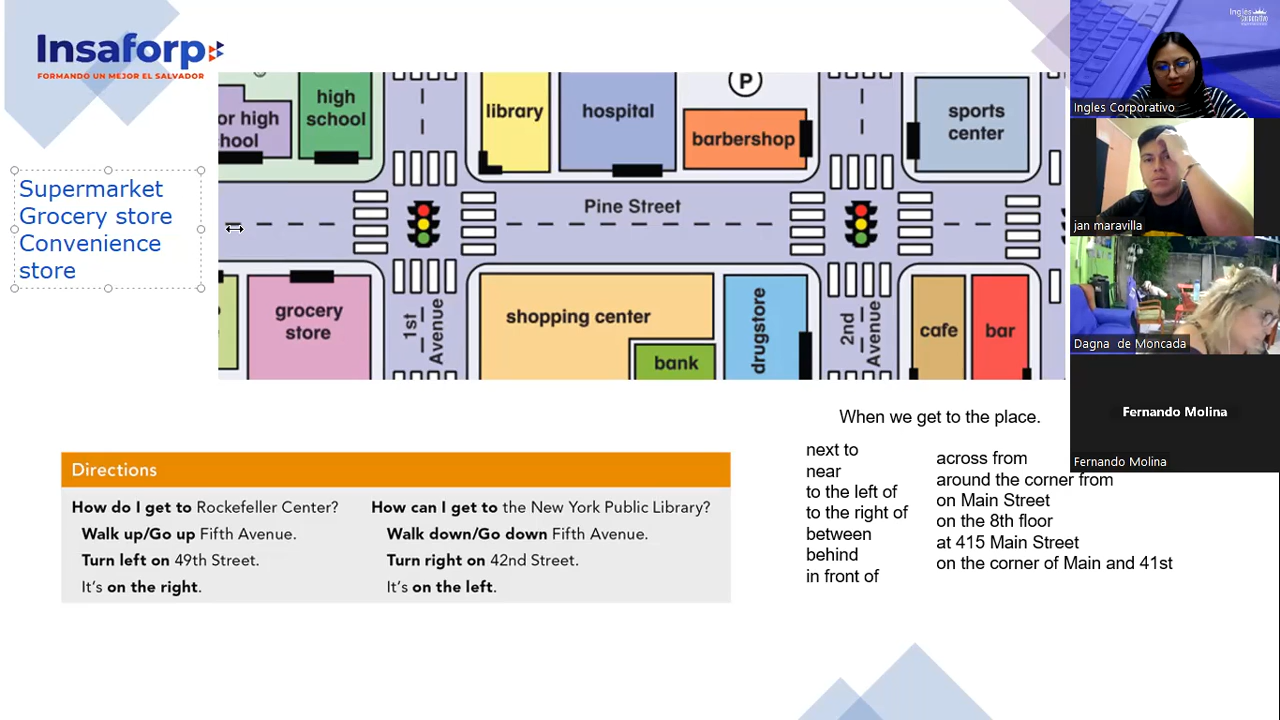 Insaforp
FORMANDO UN MEJOR EL SALVADOR
Supermarket
Grocery store
Convenience
store
or high
hool
high
school
library
hospital
P
barbershop
sports
center
Pine Street
grocery
store
1st
Avenue
shopping center
bank
drugstore
2nd
Avenue
cafe
bar
Directions
How do I get to Rockefeller Center?
Walk up/Go up Fifth Avenue.
Turn left on 49th Street.
It's on the right.
How can I get to the New York Public Library?
Walk down/Go down Fifth Avenue.
Turn right on 42nd Street.
It's on the left.
When we get to the place.
next to
near
to the left of
to the right of
between
behind
in front of
across from
around the corner from
on Main Street
on the 8th floor
at 415 Main Street
on the corner of Main and 41st
Ingles Corporativo
jan maravilla
Dagna de Moncada
Fernando Molina
Fernando Molina